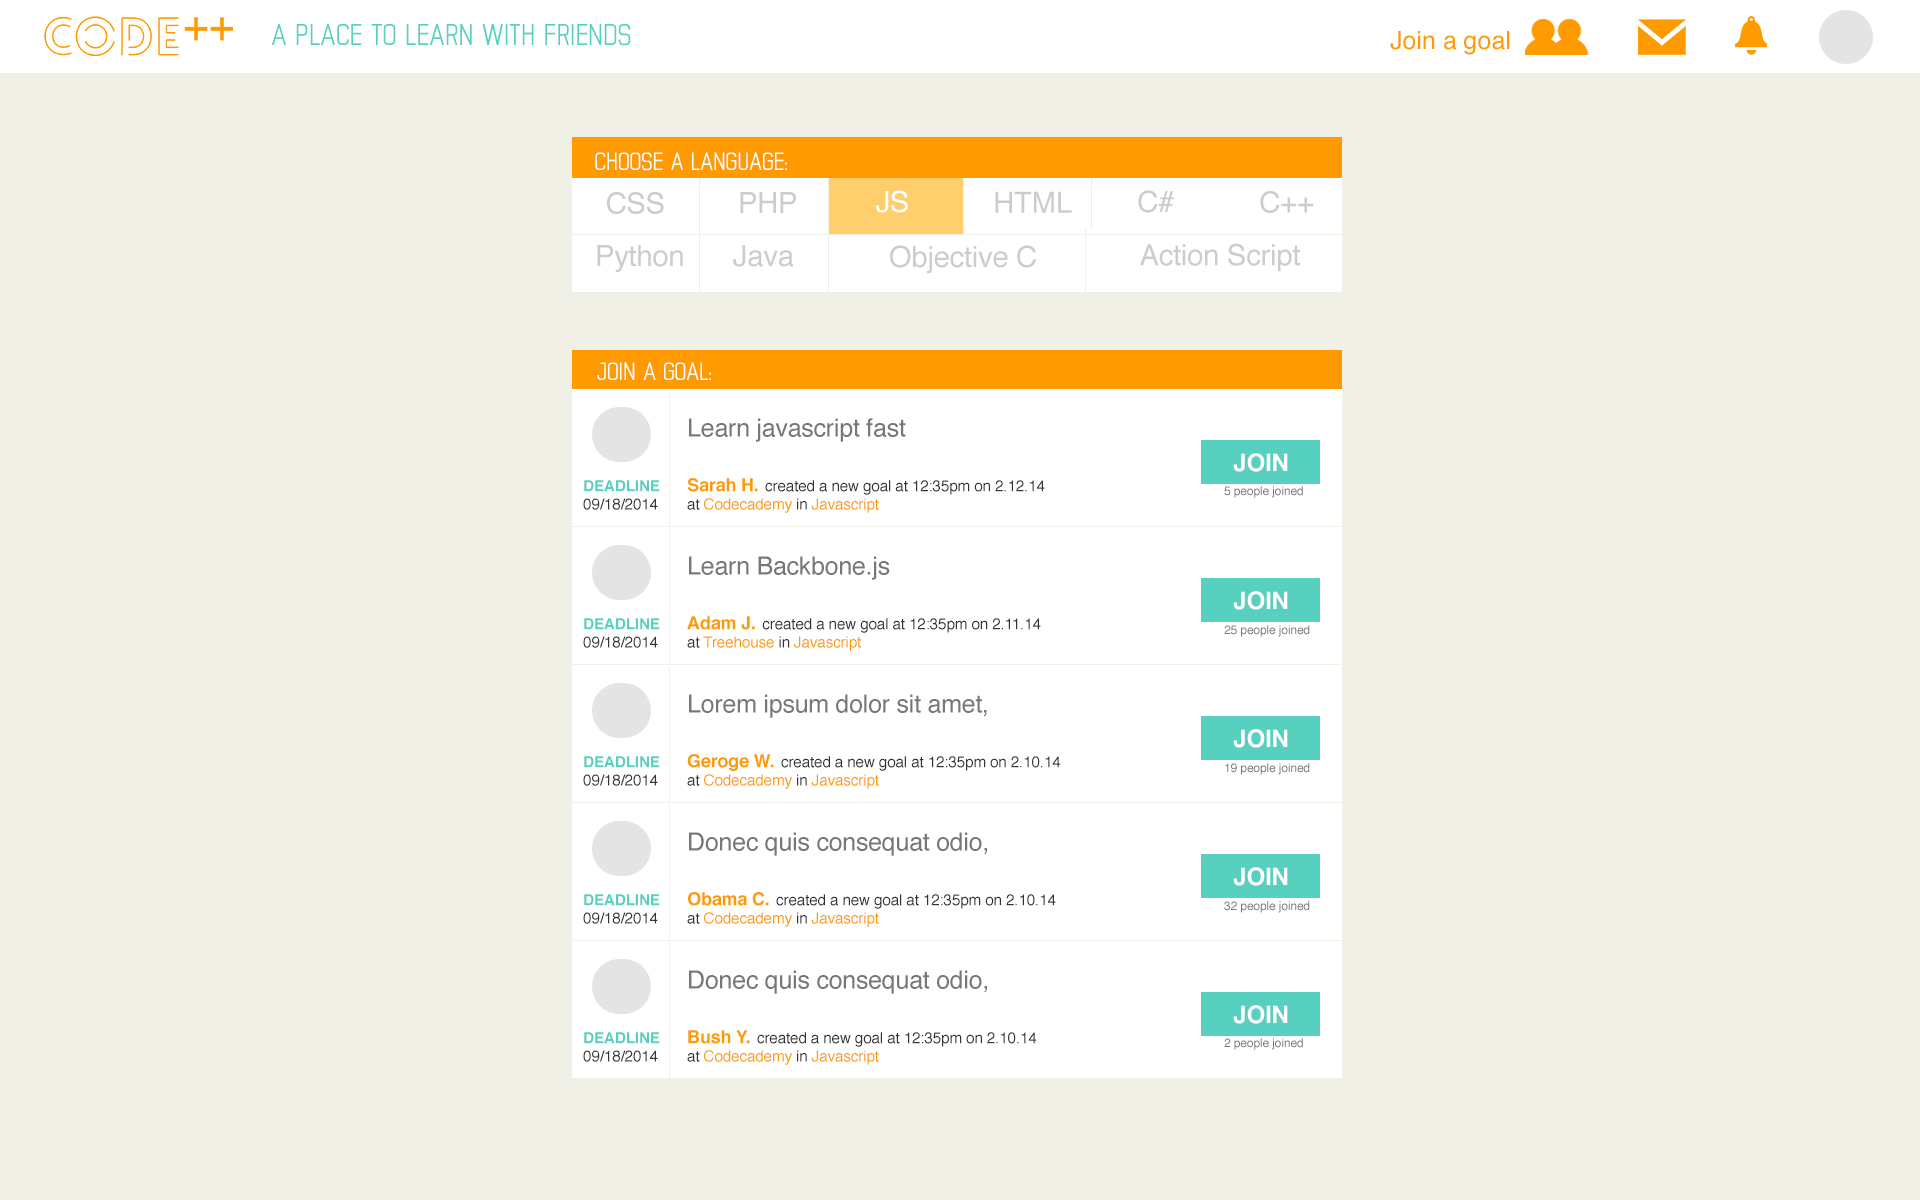 CODE++ A PLACE TO LEARN WITH FRIENDS Join a goal
CHOOSE A LANGUAGE:
CSS PHP JS HTML C# C++
Python Java Objective C Action Script
JOIN A GOAL:
Learn javascript fast
JOIN
DEADLINE Sarah H. created a new goal at 12:35pm on 2.12.14 5 people joined
09/18/2014 at Codecademy in Javascript
Learn Backbone.js
JOIN
DEADLINE Adam J. created a new goal at 12:35pm on 2.11.14 25 people joined
09/18/2014 at Treehouse in Javascript
Lorem ipsum dolor sit amet,
JOIN
DEADLINE Geroge W. created a new goal at 12:35pm on 2.10.14 19 people joined
09/18/2014 at Codecademy in Javascript
Donec quis consequat odio,
JOIN
DEADLINE Obama C. created a new goal at 12:35pm on 2.10.14 32 people joined
09/18/2014 at Codecademy in Javascript
Donec quis consequat odio,
JOIN
DEADLINE Bush Y. created a new goal at 12:35pm on 2.10.14 2 people joined
09/18/2014 at Codecademy in Javascript